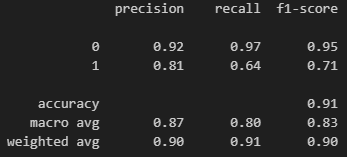 precision recall f1-score
0 0.92 0.97 0.95
1 0.81 0.64 0.71
accuracy 0.91
macro avg 0.87 0.80 0.83
weighted avg 0.90 0.91 0.90